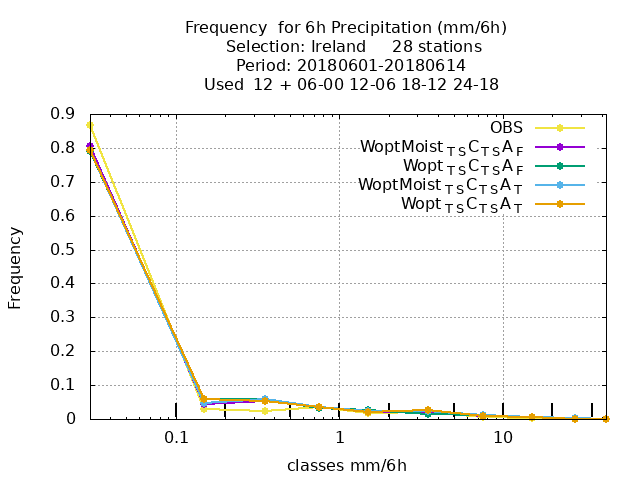 Frequency  for 6h Precipitation (mm/6h)
Selection: Ireland     28 stations
Period: 20180601-20180614
Used  12 + 06-00 12-06 18-12 24-18
OBS
WoptMoist TS C TS A F
Wopt TS C TS A F
WoptMoist TS C TS A T
Wopt TS C TS A T
Frequency
0.9
0.8
0.7
0.6
0.5
0.4
0.3
0.2
0.1
0
0.1 1 10
classes mm/6h